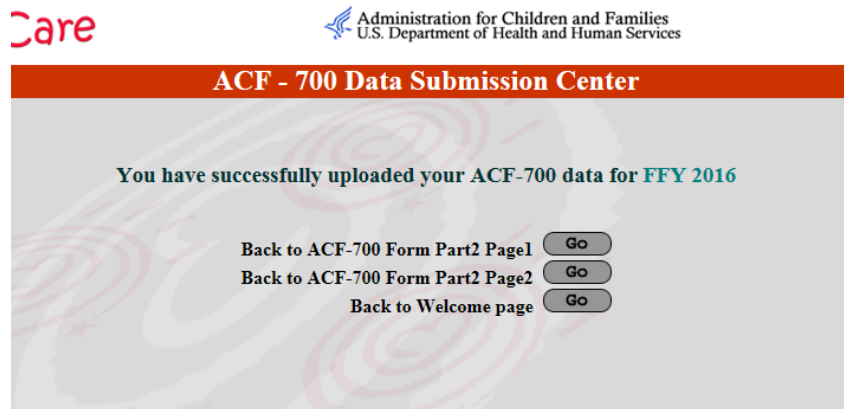 Care
Administration for Children and Families
U.S. Department of Health and Human Services
ACF - 700 Data Submission Center
You have successfully uploaded your ACF-700 data for FFY 2016
Back to ACF-700 Form Part2 Page1 Go
Back to ACF-700 Form Part2 Page2 Go
Back to Welcome page Go